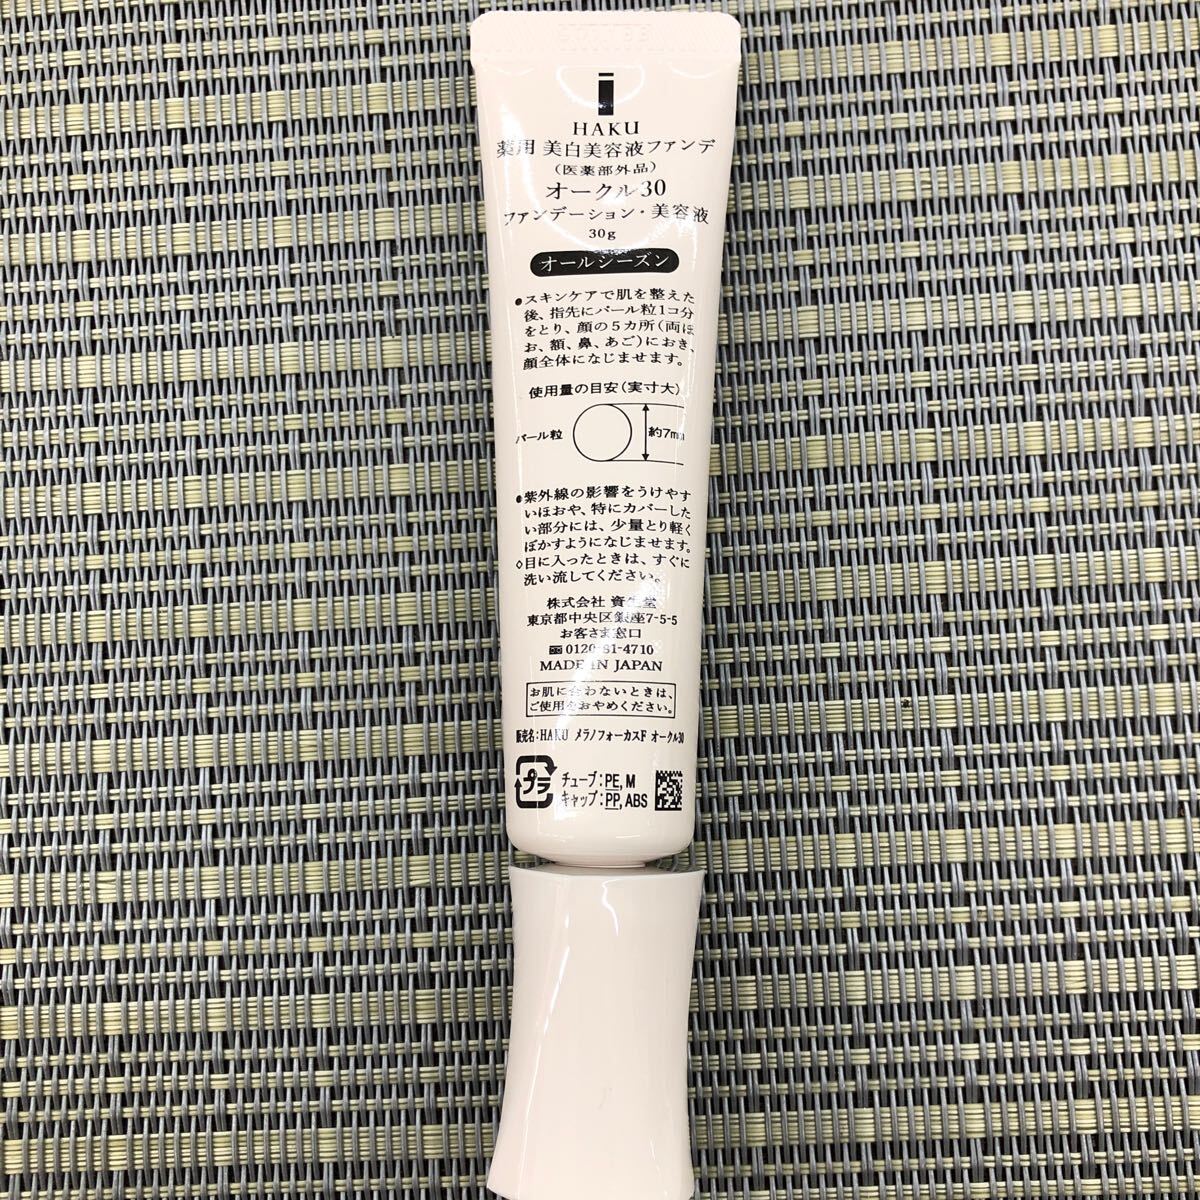 HAKU
薬用 美白美容液ファンデ
(医薬部外品)
オークル30
ファンデーション・美容液
30g
オールシーズン
●スキンケアで肌を整えた
後、指先にパール粒1コ分
をとり、顔の5カ所(両ほ
お、額、鼻、あご)におき、
顔全体になじませます。
使用量の目安(実寸大)
パール粒
約7mm
●紫外線の影響をうけやす
いほおや、特にカバーした
い部分には、少量とり軽く
ぼかすようになじませます。
◇目に入ったときは、すぐに
洗い流してください。
株式会社 資生堂
東京都中央区銀座7-5-5
お客さま窓口
0120-81-4710
MADE IN JAPAN
お肌に合わないときは、
ご使用をおやめください。
販売名:HAKU メラノフォーカスF オークル30
プラ
チューブ:PE, M
キャップ:PP, ABS